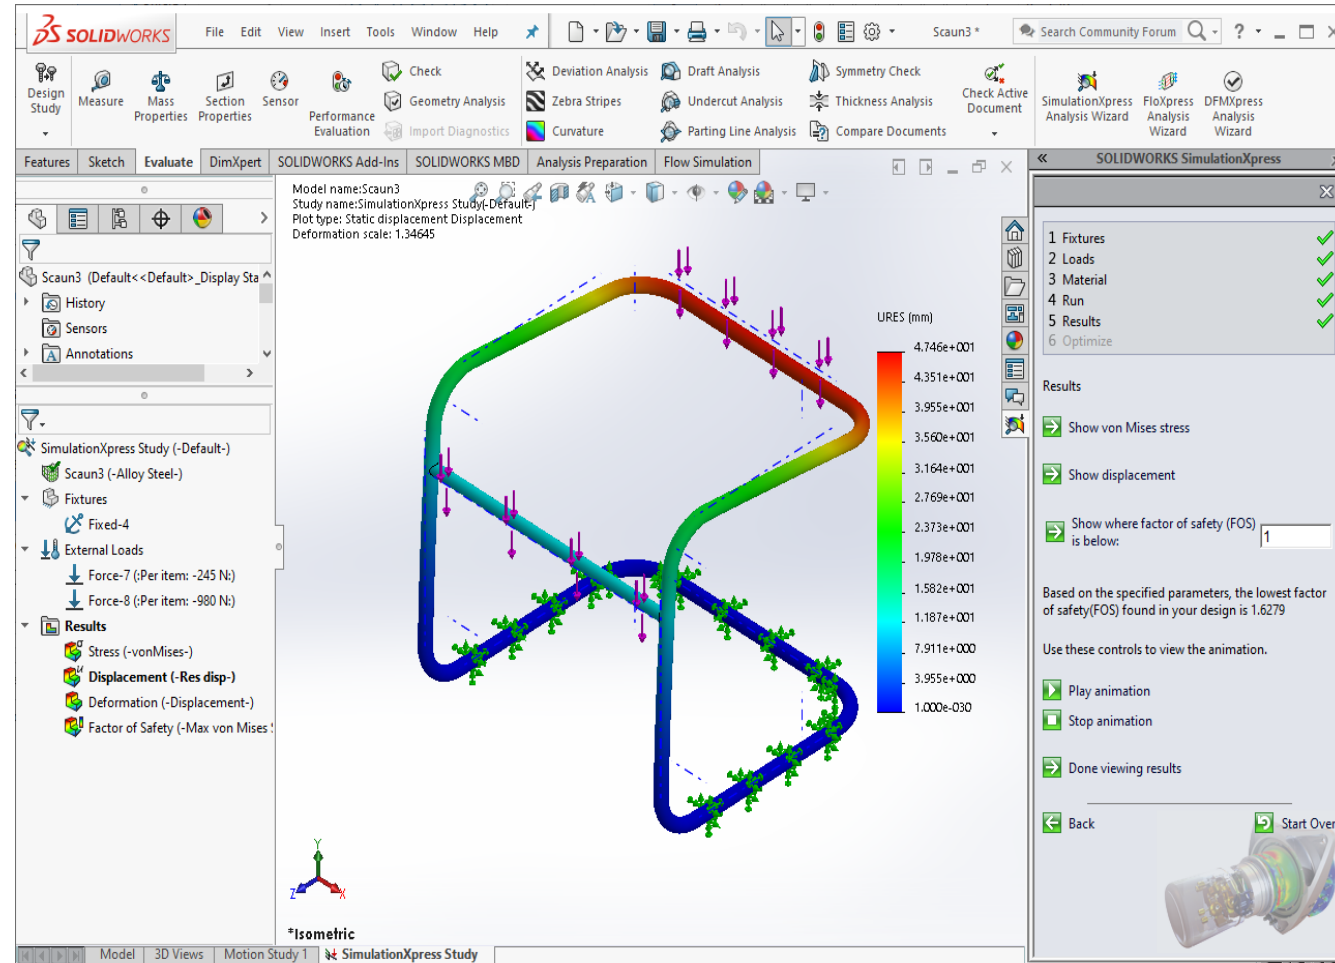 SOLIDWORKS
File Edit View Insert Tools Window Help
Scaun3 *
Search Community Forum
?
Design Study
Measure
Mass Properties
Section Properties
Sensor
Performance Evaluation
Check
Geometry Analysis
Import Diagnostics
Deviation Analysis
Zebra Stripes
Curvature
Draft Analysis
Undercut Analysis
Parting Line Analysis
Symmetry Check
Thickness Analysis
Compare Documents
Check Active Document
SimulationXpress Analysis Wizard
FloXpress Analysis Wizard
DFMXpress Analysis Wizard
Features Sketch Evaluate DimXpert SOLIDWORKS Add-Ins SOLIDWORKS MBD Analysis Preparation Flow Simulation
Scaun3 (Default<<Default>_Display Sta
History
Sensors
Annotations
SimulationXpress Study (-Default-)
Scaun3 (-Alloy Steel-)
Fixtures
Fixed-4
External Loads
Force-7 (:Per item: -245 N:)
Force-8 (:Per item: -980 N:)
Results
Stress (-vonMises-)
Displacement (-Res disp-)
Deformation (-Displacement-)
Factor of Safety (-Max von Mises
Model name:Scaun3
Study name:SimulationXpress Study(-Default-)
Plot type: Static displacement Displacement
Deformation scale: 1.34645
URES (mm)
4.746e+001
4.351e+001
3.955e+001
3.560e+001
3.164e+001
2.769e+001
2.373e+001
1.978e+001
1.582e+001
1.187e+001
7.911e+000
3.955e+000
1.000e-030
Y
Z
X
*Isometric
SOLIDWORKS SimulationXpress
1 Fixtures
2 Loads
3 Material
4 Run
5 Results
6 Optimize
Results
Show von Mises stress
Show displacement
Show where factor of safety (FOS)
is below:
1
Based on the specified parameters, the lowest factor
of safety(FOS) found in your design is 1.6279
Use these controls to view the animation.
Play animation
Stop animation
Done viewing results
Back
Start Over
Model 3D Views Motion Study 1 SimulationXpress Study